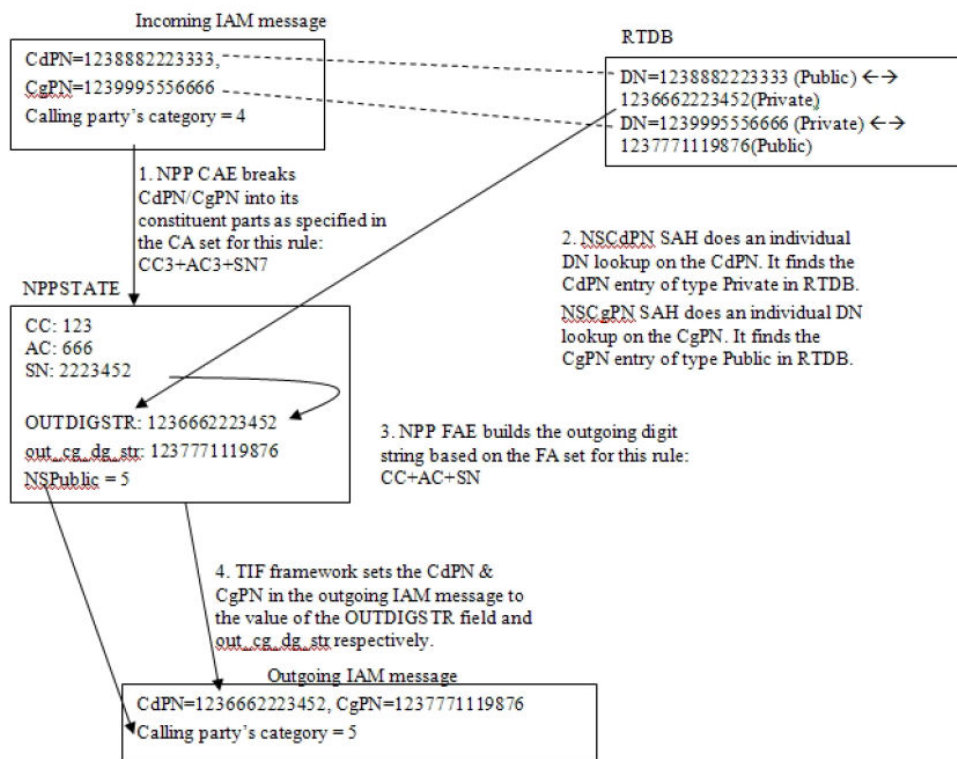 Incoming IAM message
CdPN=1238882223333,
CgPN=1239995556666
Calling party's category = 4
RTDB
DN=1238882223333 (Public) ←→
1236662223452(Private)
DN=1239995556666 (Private) ←→
1237771119876(Public)
1. NPP CAE breaks
CdPN/CgPN into its
constituent parts as specified in
the CA set for this rule:
CC3+AC3+SN7
2. NSCdPN SAH does an individual
DN lookup on the CdPN. It finds the
CdPN entry of type Private in RTDB.
NSCgPN SAH does an individual DN
lookup on the CgPN. It finds the
CgPN entry of type Public in RTDB.
NPPSTATE
CC: 123
AC: 666
SN: 2223452
OUTDIGSTR: 1236662223452
out_cg_dg_str: 1237771119876
NSPublic = 5
3. NPP FAE builds the outgoing digit
string based on the FA set for this rule:
CC+AC+SN
4. TIF framework sets the CdPN &
CgPN in the outgoing IAM message to
the value of the OUTDIGSTR field and
out_cg_dg_str respectively.
Outgoing IAM message
CdPN=1236662223452, CgPN=1237771119876
Calling party's category = 5